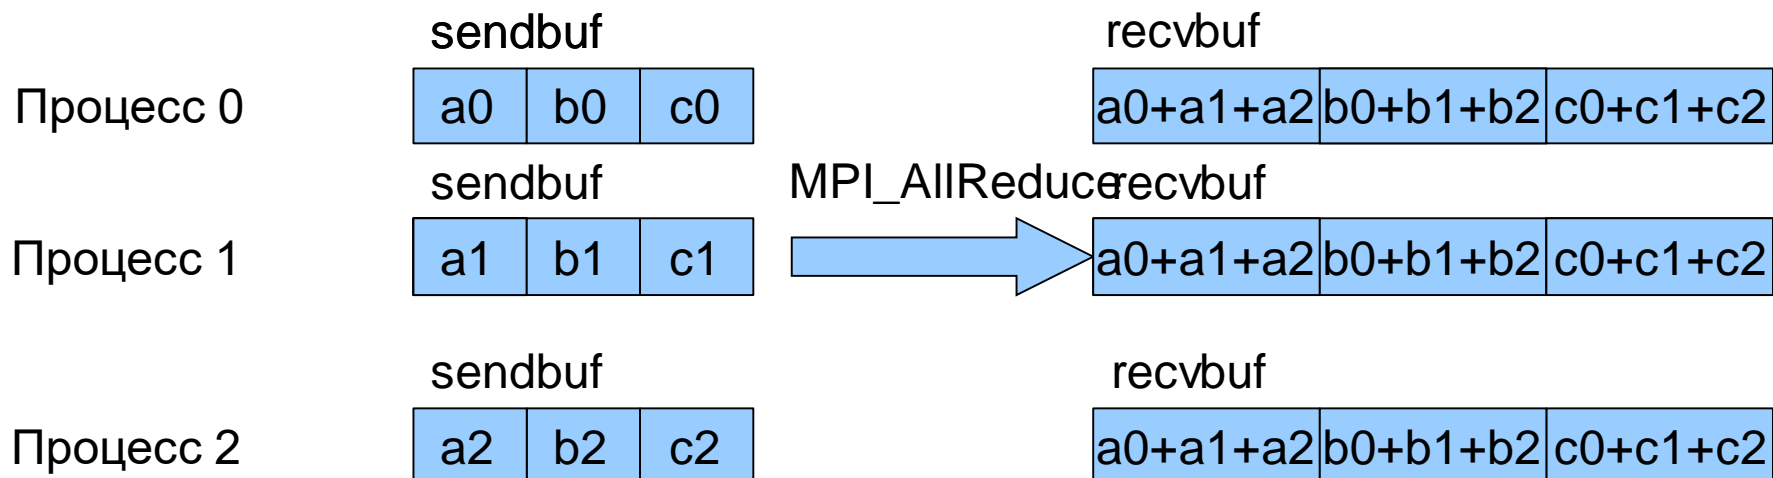 sendbuf recvbuf
Процесс 0 a0 b0 c0 a0+a1+a2 b0+b1+b2 c0+c1+c2
sendbuf MPI_AllReduce recvbuf
Процесс 1 a1 b1 c1 a0+a1+a2 b0+b1+b2 c0+c1+c2
sendbuf recvbuf
Процесс 2 a2 b2 c2 a0+a1+a2 b0+b1+b2 c0+c1+c2